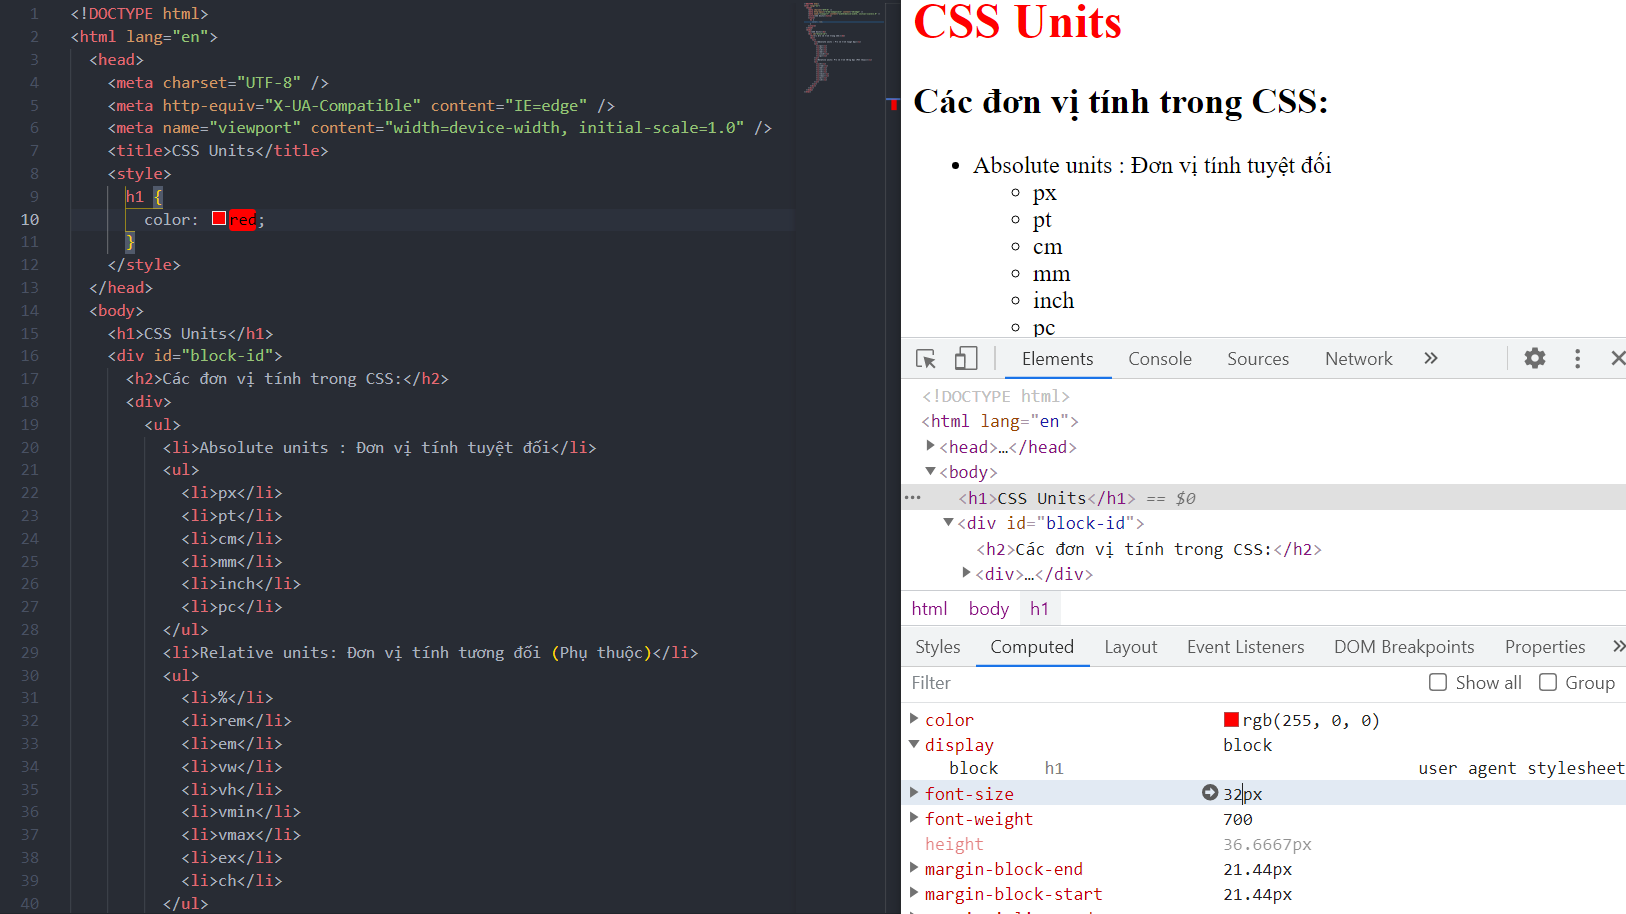 1 <!DOCTYPE html>
2 <html lang="en">
3 <head>
4 <meta charset="UTF-8" />
5 <meta http-equiv="X-UA-Compatible" content="IE=edge" />
6 <meta name="viewport" content="width=device-width, initial-scale=1.0" />
7 <title>CSS Units</title>
8 <style>
9 h1 {
10 color: red;
11 }
12 </style>
13 </head>
14 <body>
15 <h1>CSS Units</h1>
16 <div id="block-id">
17 <h2>Các đơn vị tính trong CSS:</h2>
18 <div>
19 <ul>
20 <li>Absolute units : Đơn vị tính tuyệt đối</li>
21 <ul>
22 <li>px</li>
23 <li>pt</li>
24 <li>cm</li>
25 <li>mm</li>
26 <li>inch</li>
27 <li>pc</li>
28 </ul>
29 <li>Relative units: Đơn vị tính tương đối (Phụ thuộc)</li>
30 <ul>
31 <li>%</li>
32 <li>rem</li>
33 <li>em</li>
34 <li>vw</li>
35 <li>vh</li>
36 <li>vmin</li>
37 <li>vmax</li>
38 <li>ex</li>
39 <li>ch</li>
40 </ul>
CSS Units
Các đơn vị tính trong CSS:
Absolute units : Đơn vị tính tuyệt đối
px
pt
cm
mm
inch
pc
Elements Console Sources Network »
<!DOCTYPE html>
<html lang="en">
<head>…</head>
<body>
<h1>CSS Units</h1> == $0
<div id="block-id">
<h2>Các đơn vị tính trong CSS:</h2>
<div>…</div>
html body h1
Styles Computed Layout Event Listeners DOM Breakpoints Properties »
Filter Show all Group
color rgb(255, 0, 0)
display block
block h1 user agent stylesheet
font-size 32px
font-weight 700
height 36.6667px
margin-block-end 21.44px
margin-block-start 21.44px